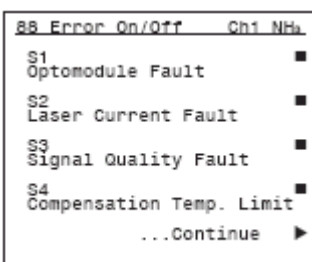 88 Error On/Off Ch1 NH₃
S1
Optomodule Fault
S2
Laser Current Fault
S3
Signal Quality Fault
S4
Compensation Temp. Limit
...Continue